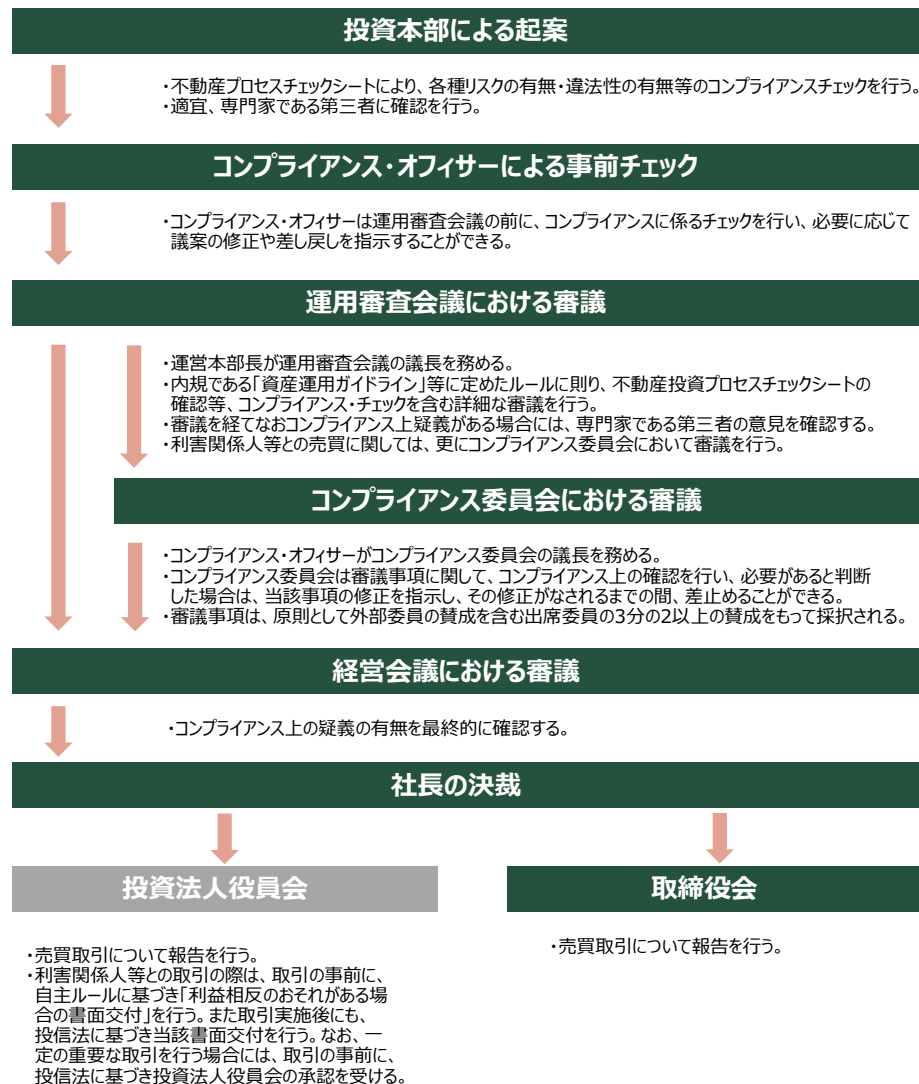 投資本部による起案
・不動産プロセスチェックシートにより、各種リスクの有無・違法性の有無等のコンプライアンスチェックを行う。
・適宜、専門家である第三者に確認を行う。
コンプライアンス・オフィサーによる事前チェック
・コンプライアンス・オフィサーは運用審査会議の前に、コンプライアンスに係るチェックを行い、必要に応じて
議案の修正や差し戻しを指示することができる。
運用審査会議における審議
・運営本部長が運用審査会議の議長を務める。
・内規である「資産運用ガイドライン」等に定めたルールに則り、不動産投資プロセスチェックシートの
確認等、コンプライアンス・チェックを含む詳細な審議を行う。
・審議を経てなおコンプライアンス上疑義がある場合には、専門家である第三者の意見を確認する。
・利害関係人等との売買に関しては、更にコンプライアンス委員会において審議を行う。
コンプライアンス委員会における審議
・コンプライアンス・オフィサーがコンプライアンス委員会の議長を務める。
・コンプライアンス委員会は審議事項に関して、コンプライアンス上の確認を行い、必要があると判断
した場合は、当該事項の修正を指示し、その修正がなされるまでの間、差止めることができる。
・審議事項は、原則として外部委員の賛成を含む出席委員の3分の2以上の賛成をもって採択される。
経営会議における審議
・コンプライアンス上の疑義の有無を最終的に確認する。
社長の決裁
投資法人役員会
・売買取引について報告を行う。
・利害関係人等との取引の際は、取引の事前に、
自主ルールに基づき「利益相反のおそれがある場
合の書面交付」を行う。また取引実施後にも、
投信法に基づき当該書面交付を行う。なお、一
定の重要な取引を行う場合には、取引の事前に、
投信法に基づき投資法人役員会の承認を受ける。
取締役会
・売買取引について報告を行う。